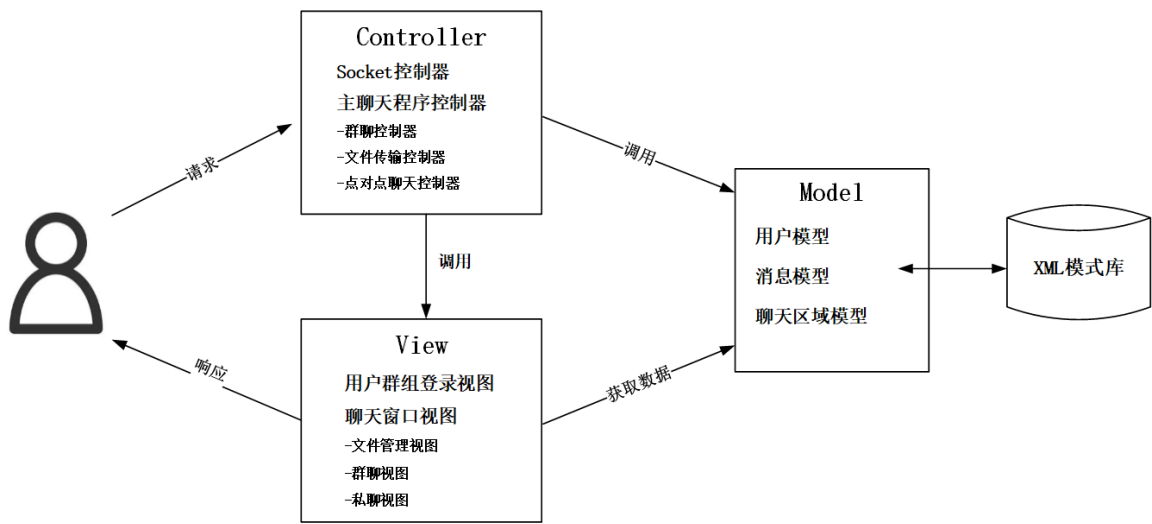 Controller
Socket控制器
主聊天程序控制器
-群聊控制器
-文件传输控制器
-点对点聊天控制器
请求
调用
调用
Model
用户模型
消息模型
聊天区域模型
XML模式库
View
用户群组登录视图
聊天窗口视图
-文件管理视图
-群聊视图
-私聊视图
响应
获取数据